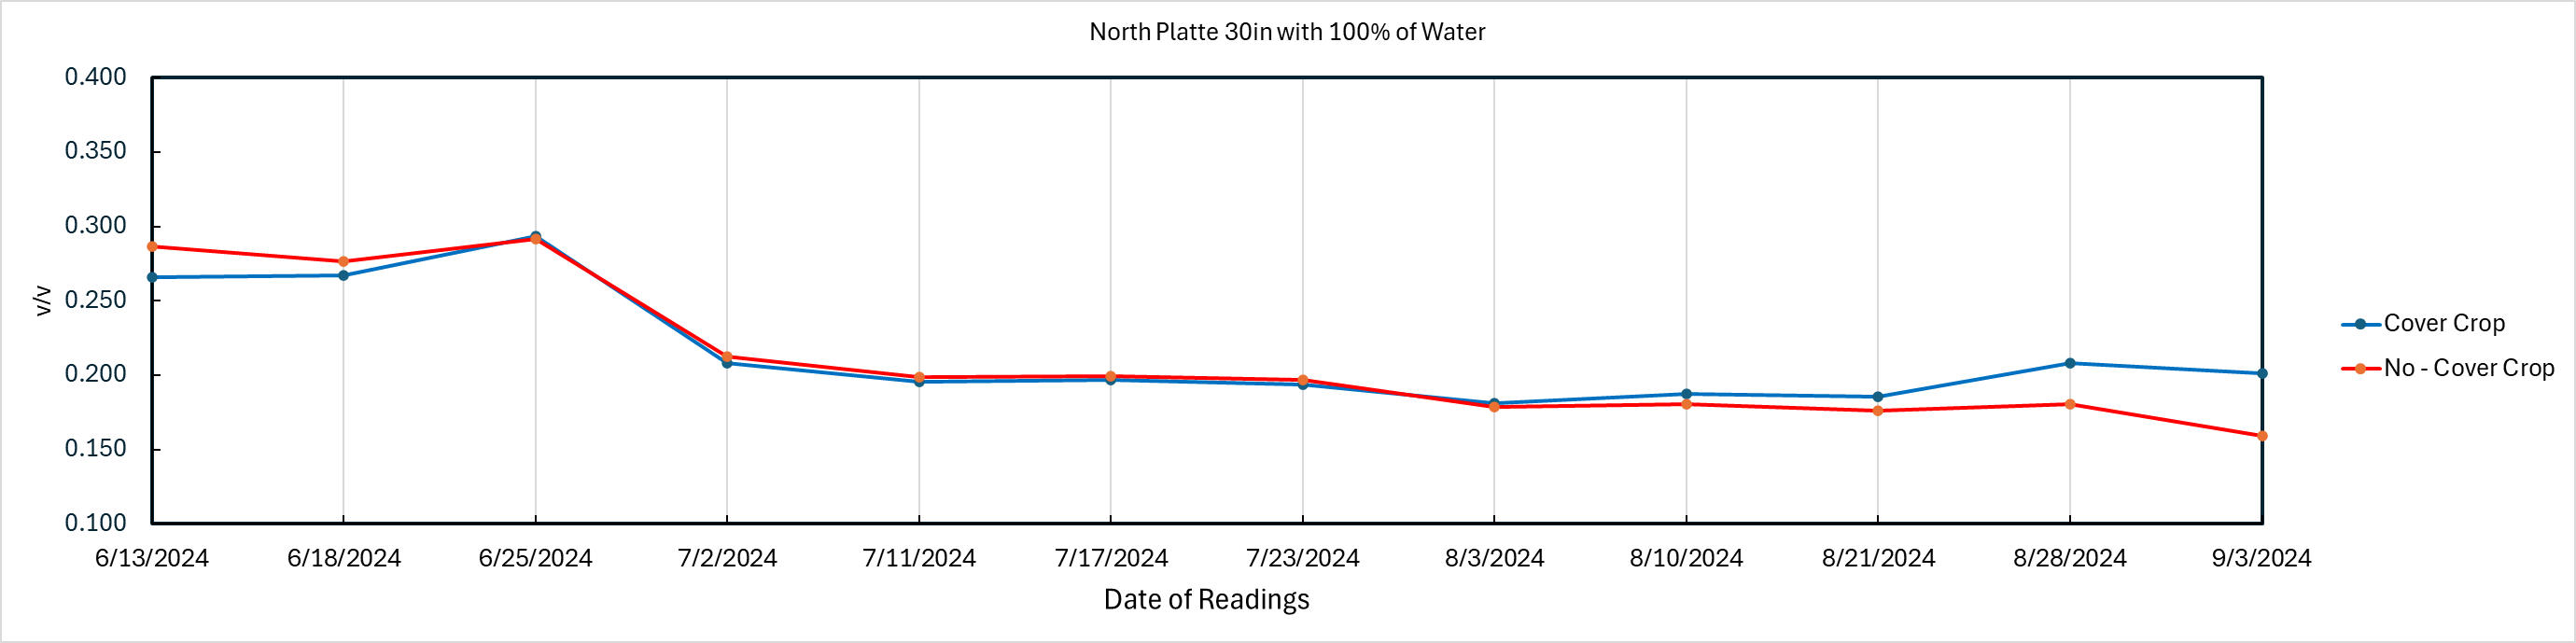 North Platte 30in with 100% of Water
0.400
0.350
0.300
0.250
0.200
0.150
0.100
v/v
6/13/2024 6/18/2024 6/25/2024 7/2/2024 7/11/2024 7/17/2024 7/23/2024 8/3/2024 8/10/2024 8/21/2024 8/28/2024 9/3/2024
Date of Readings
Cover Crop
No - Cover Crop